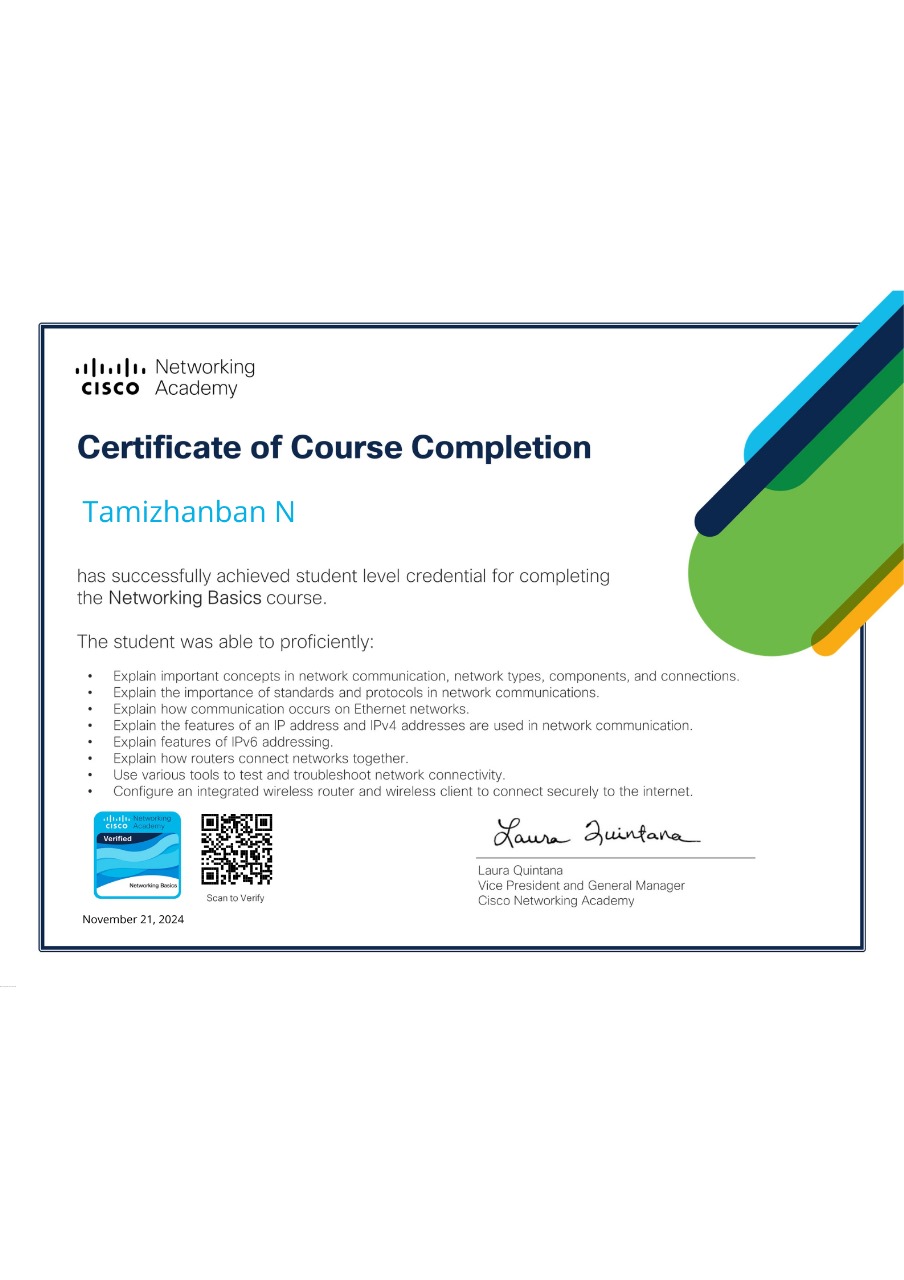 Networking
CISCO Academy
Certificate of Course Completion
Tamizhanban N
has successfully achieved student level credential for completing
the Networking Basics course.
The student was able to proficiently:
• Explain important concepts in network communication, network types, components, and connections.
• Explain the importance of standards and protocols in network communications.
• Explain how communication occurs on Ethernet networks.
• Explain the features of an IP address and IPv4 addresses are used in network communication.
• Explain features of IPv6 addressing.
• Explain how routers connect networks together.
• Use various tools to test and troubleshoot network connectivity.
• Configure an integrated wireless router and wireless client to connect securely to the internet.
Networking
CISCO Academy
Verified
Networking Basics
Scan to Verify
November 21, 2024
Laura Quintana
Laura Quintana
Vice President and General Manager
Cisco Networking Academy